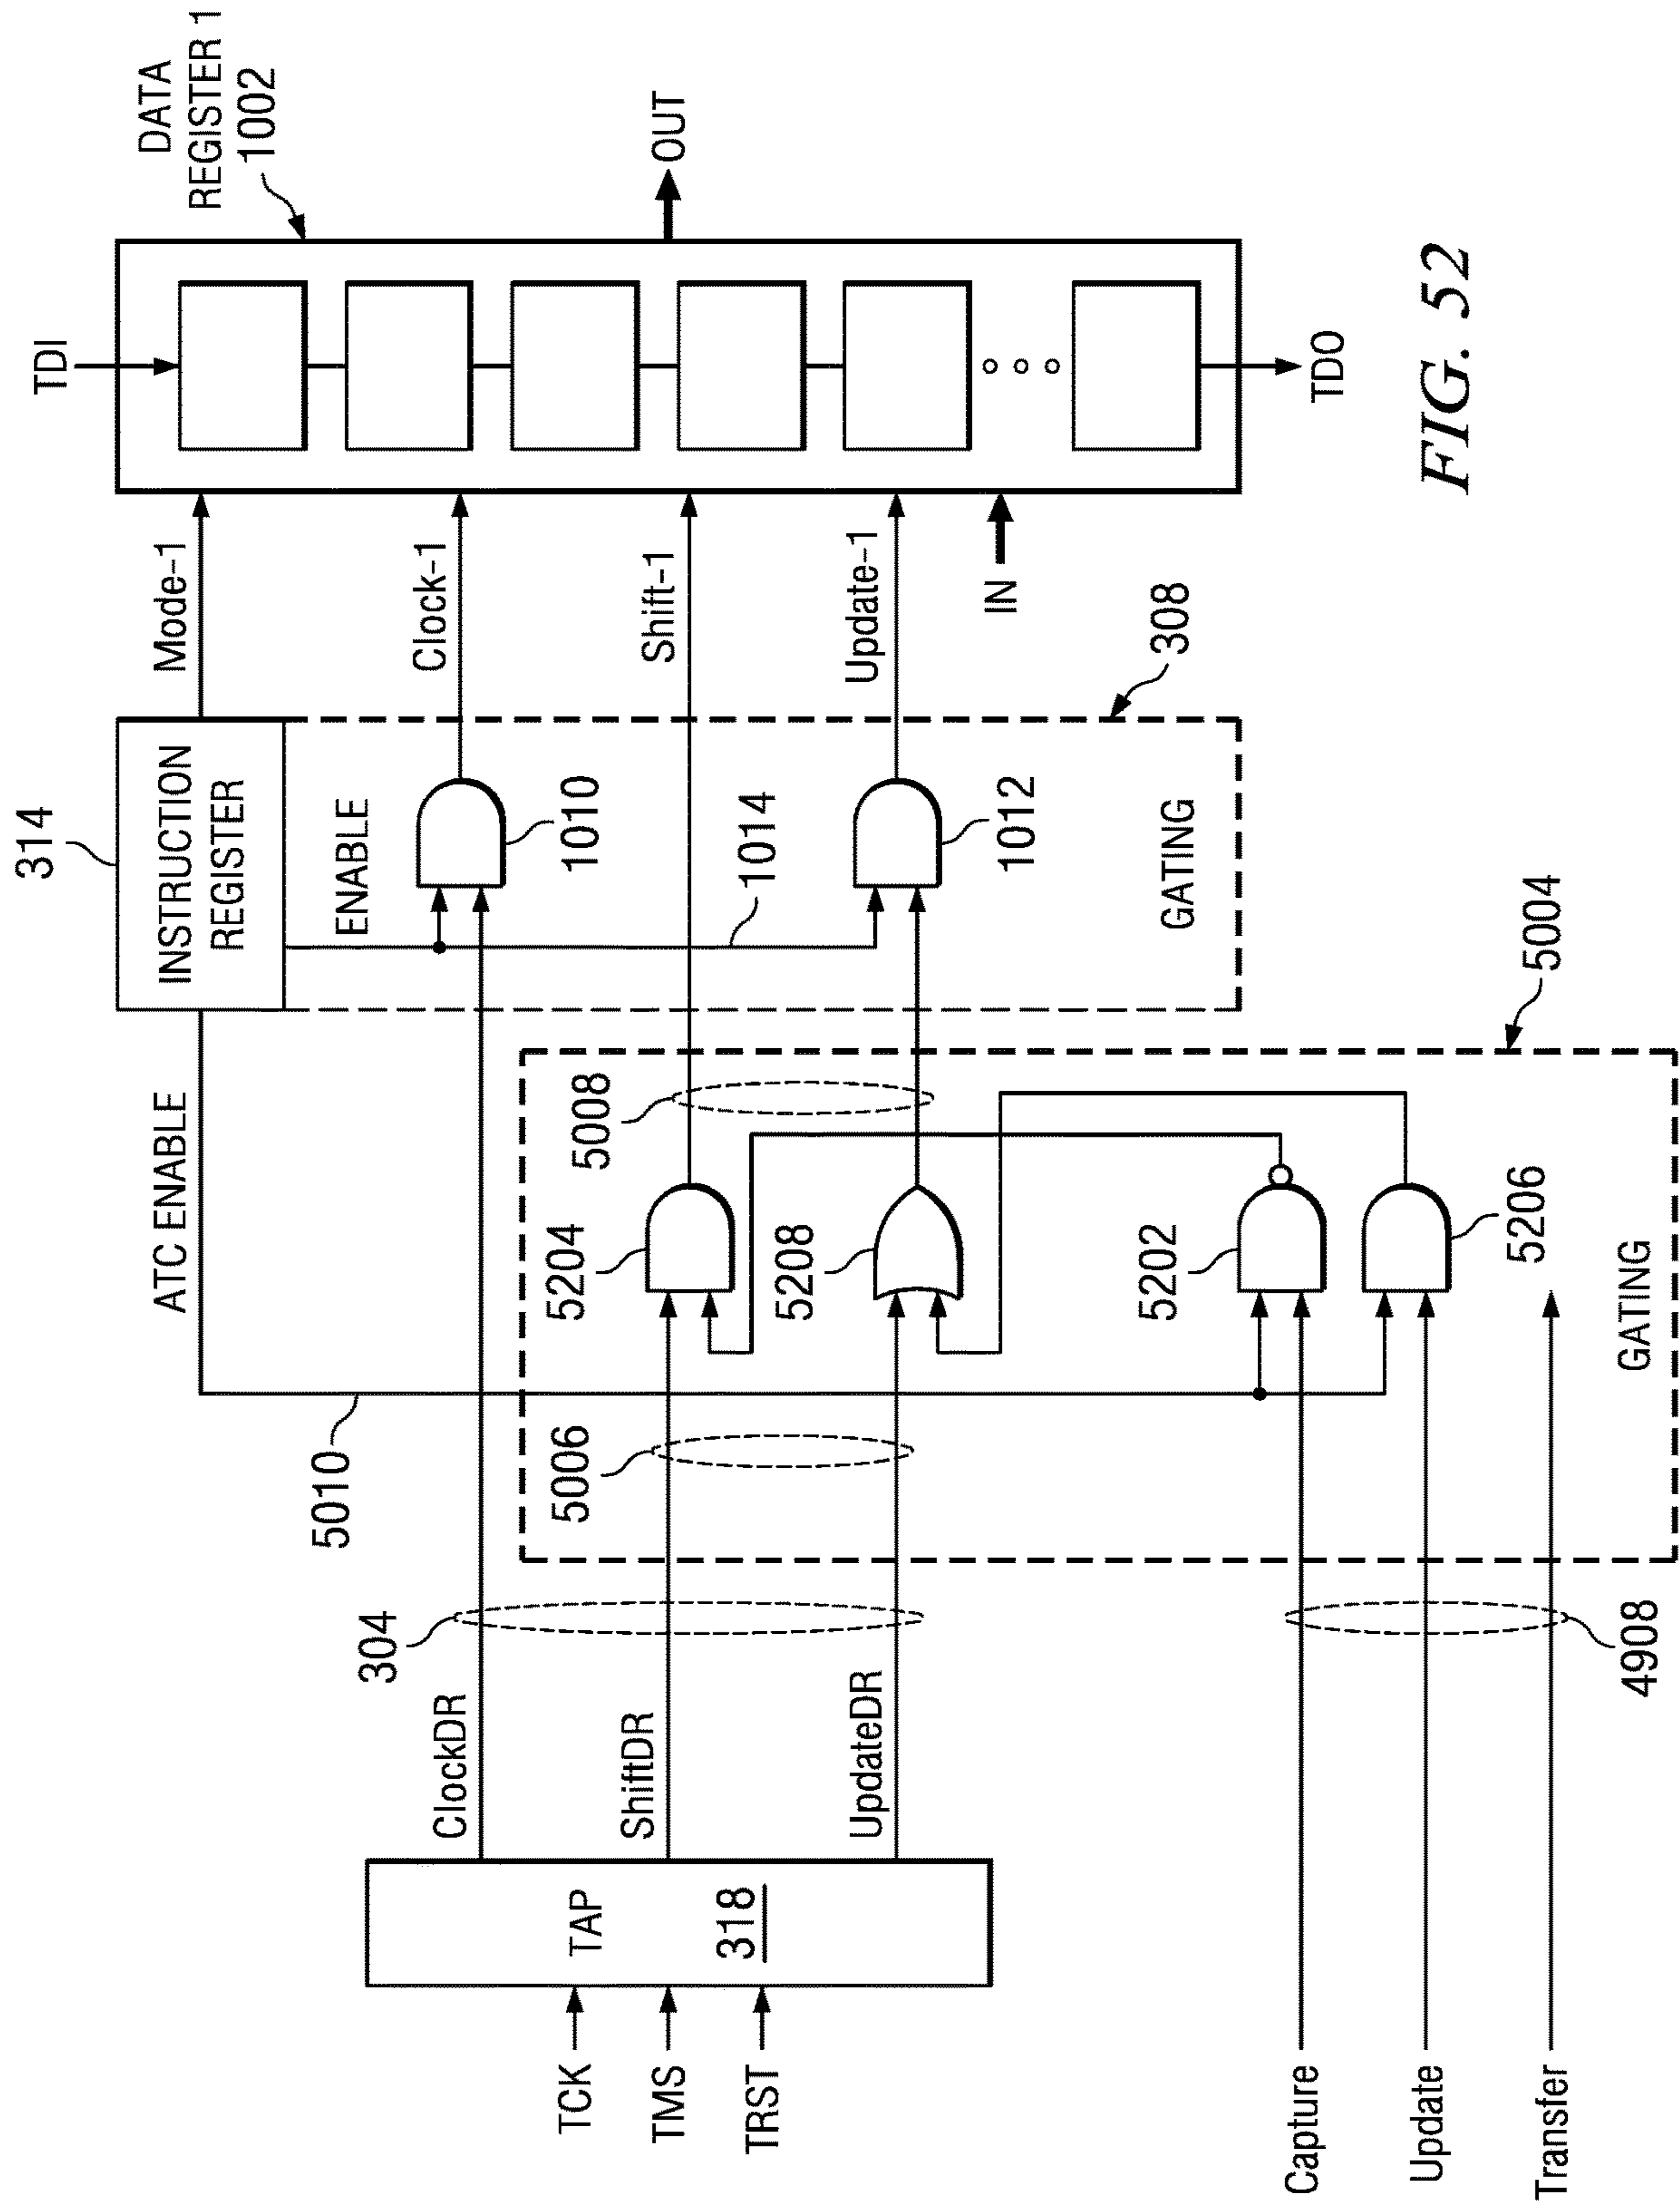 DATA
REGISTER 1
1002
TDI
OUT
TDO
Mode-1
Clock-1
Shift-1
Update-1
IN
308
314
INSTRUCTION
REGISTER
ENABLE
1010
1014
1012
GATING
ATC ENABLE
5010
5008
5004
5204
5208
5202
5206
5006
GATING
304
4908
ClockDR
ShiftDR
UpdateDR
TAP
318
TCK
TMS
TRST
Capture
Update
Transfer
FIG. 52